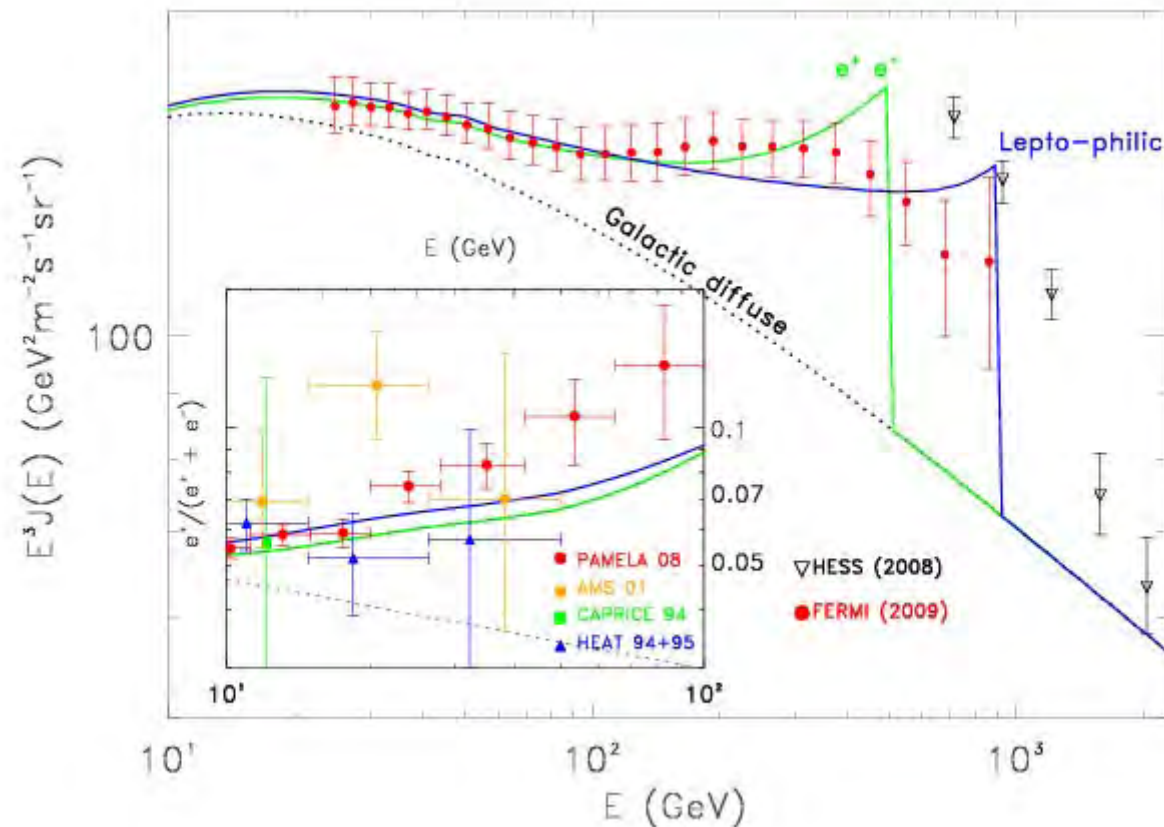 e⁺ e⁻
Lepto-philic
Galactic diffuse
E³J(E) (GeV²m⁻²s⁻¹sr⁻¹)
100
E (GeV)
e⁺/(e⁺ + e⁻)
0.1
0.07
0.05
PAMELA 08
AMS 01
CAPRICE 94
HEAT 94+95
HESS (2008)
FERMI (2009)
10¹
10²
10¹
10²
10³
E (GeV)